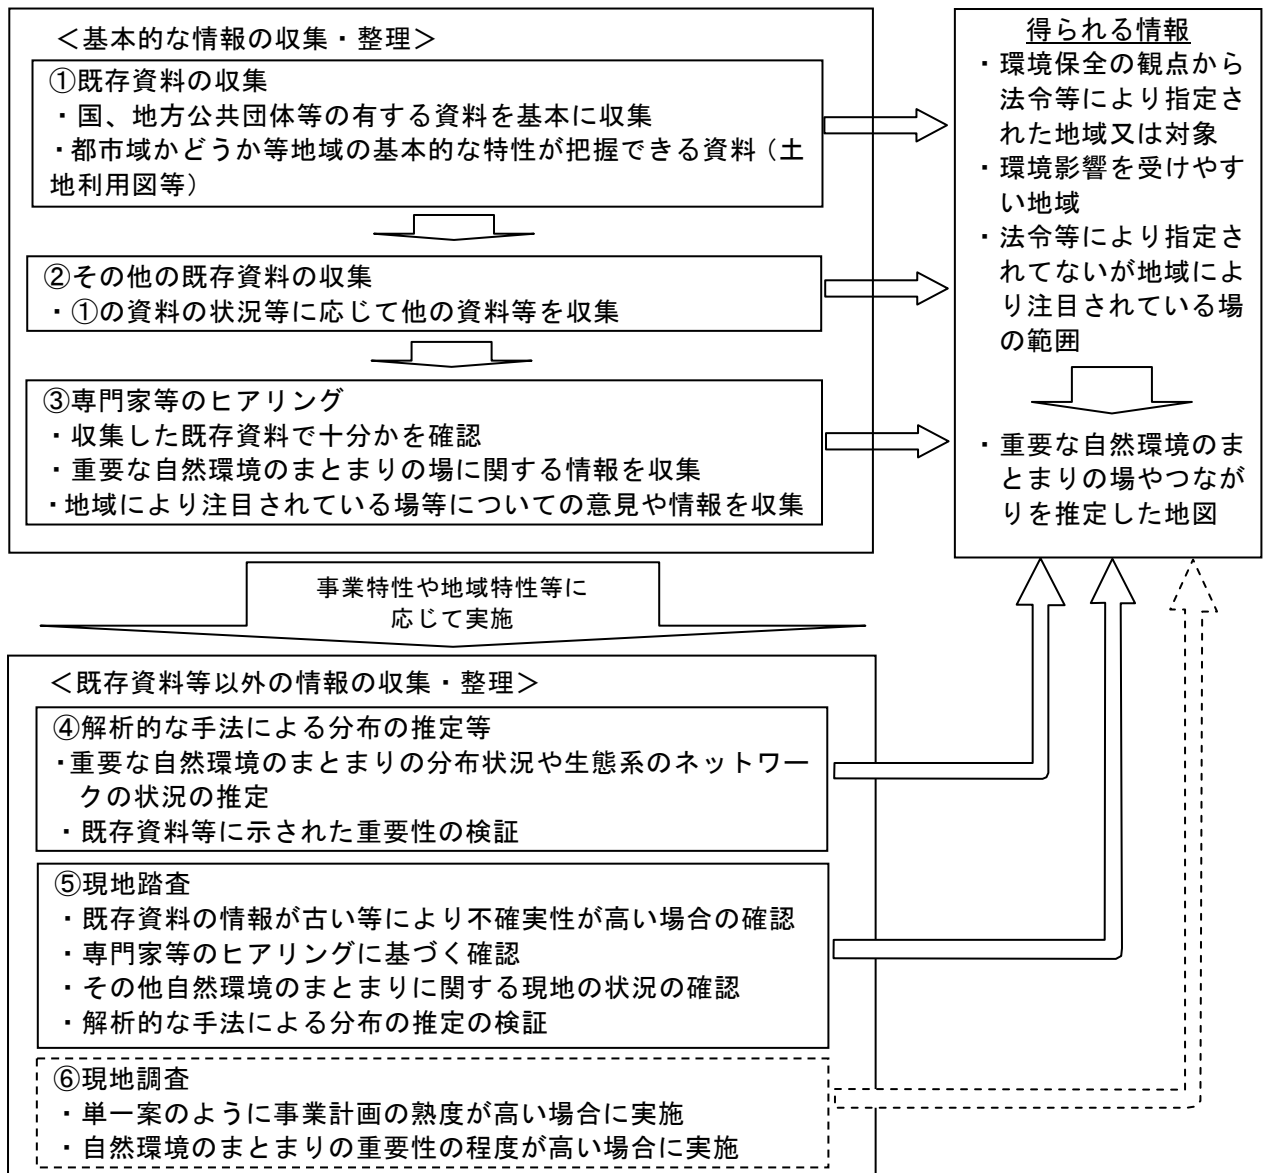 ＜基本的な情報の収集・整理＞
①既存資料の収集
・国、地方公共団体等の有する資料を基本に収集
・都市域かどうか等地域の基本的な特性が把握できる資料（土
地利用図等）
②その他の既存資料の収集
・①の資料の状況等に応じて他の資料等を収集
③専門家等のヒアリング
・収集した既存資料で十分かを確認
・重要な自然環境のまとまりの場に関する情報を収集
・地域により注目されている場等についての意見や情報を収集
得られる情報
・環境保全の観点から
法令等により指定さ
れた地域又は対象
・環境影響を受けやす
い地域
・法令等により指定さ
れてないが地域によ
り注目されている場
の範囲
・重要な自然環境のま
とまりの場やつなが
りを推定した地図
事業特性や地域特性等に
応じて実施
＜既存資料等以外の情報の収集・整理＞
④解析的な手法による分布の推定等
・重要な自然環境のまとまりの分布状況や生態系のネットワー
クの状況の推定
・既存資料等に示された重要性の検証
⑤現地踏査
・既存資料の情報が古い等により不確実性が高い場合の確認
・専門家等のヒアリングに基づく確認
・その他自然環境のまとまりに関する現地の状況の確認
・解析的な手法による分布の推定の検証
⑥現地調査
・単一案のように事業計画の熟度が高い場合に実施
・自然環境のまとまりの重要性の程度が高い場合に実施